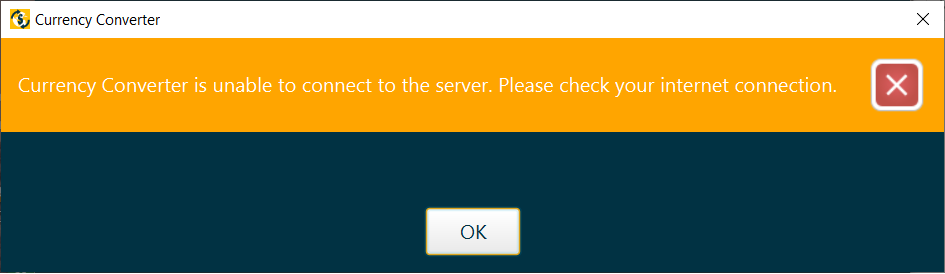 Currency Converter
Currency Converter is unable to connect to the server. Please check your internet connection.
OK